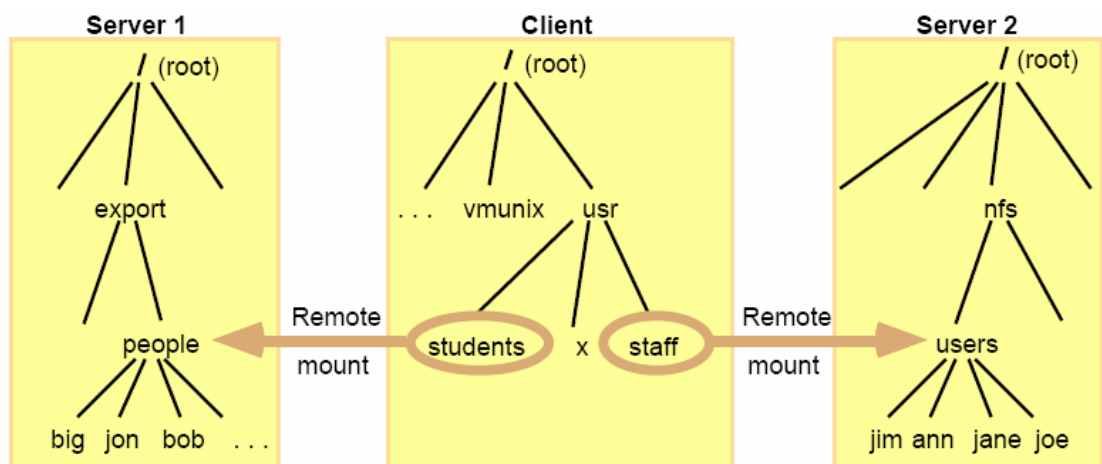 Server 1
Client
Server 2
/ (root)
/ (root)
/ (root)
export
. . . vmunix usr
nfs
Remote
mount
Remote
mount
people
students x staff
users
big jon bob . . .
jim ann jane joe